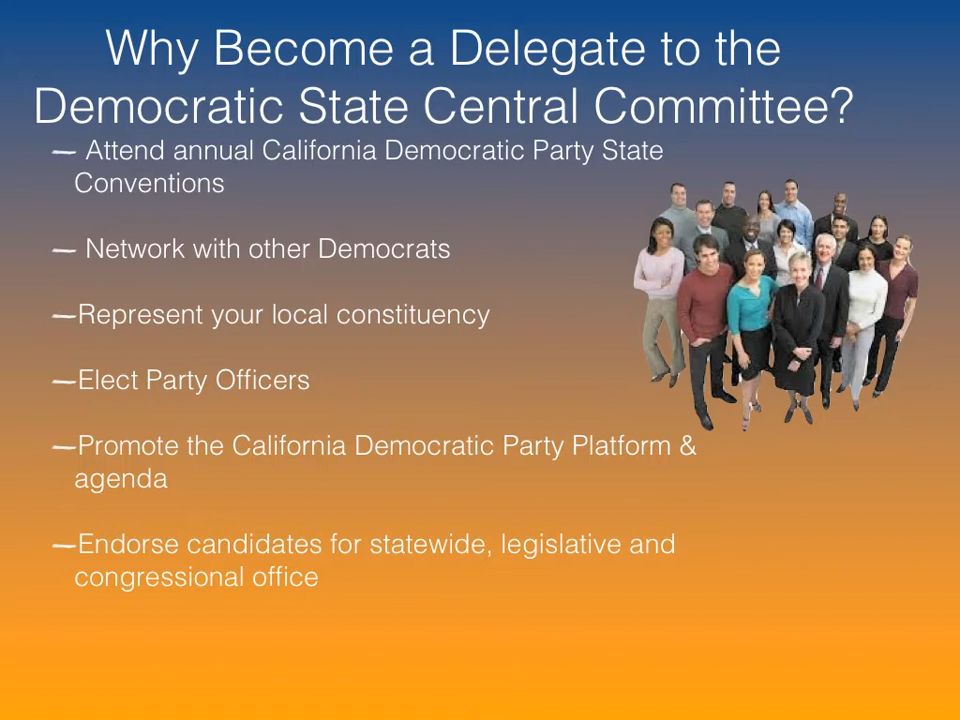 Why Become a Delegate to the
Democratic State Central Committee?
— Attend annual California Democratic Party State
Conventions
— Network with other Democrats
—Represent your local constituency
—Elect Party Officers
—Promote the California Democratic Party Platform &
agenda
—Endorse candidates for statewide, legislative and
congressional office